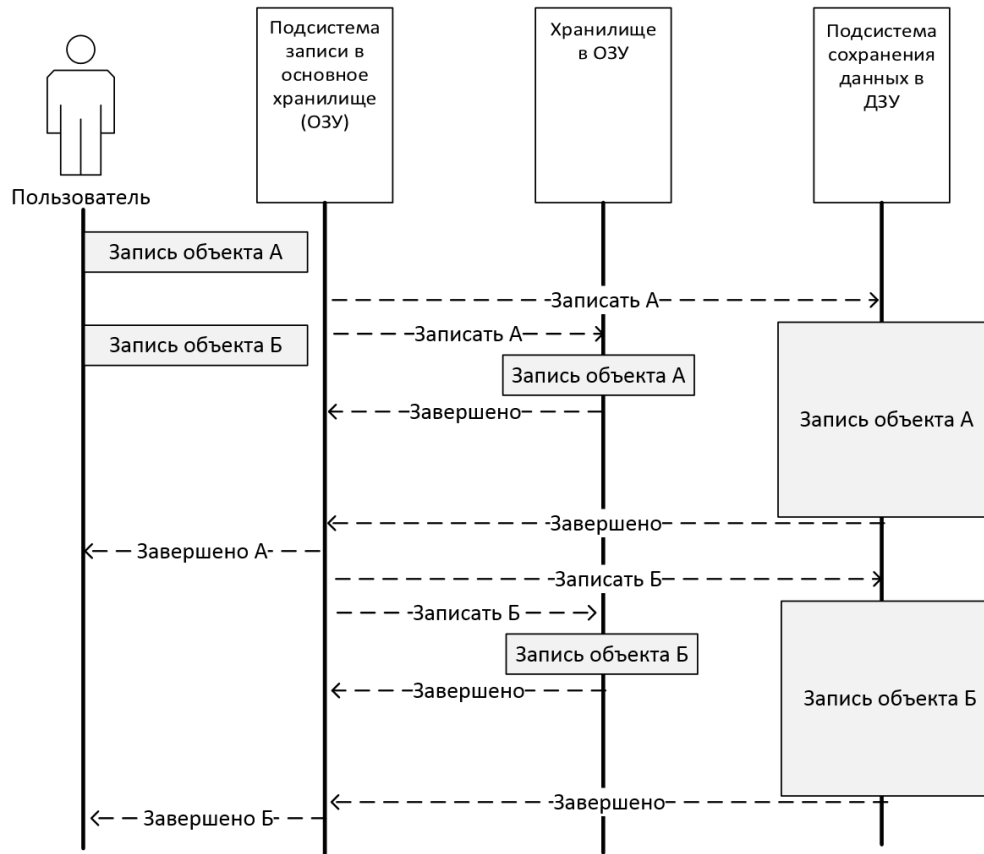 Подсистема
записи в
основное
хранилище
(ОЗУ)
Хранилище
в ОЗУ
Подсистема
сохранения
данных в
ДЗУ
Пользователь
Запись объекта А
Записать А
Запись объекта Б
Записать А
Запись объекта А
Завершено
Запись объекта А
Завершено
Завершено А
Записать Б
Записать Б
Запись объекта Б
Завершено
Запись объекта Б
Завершено
Завершено Б